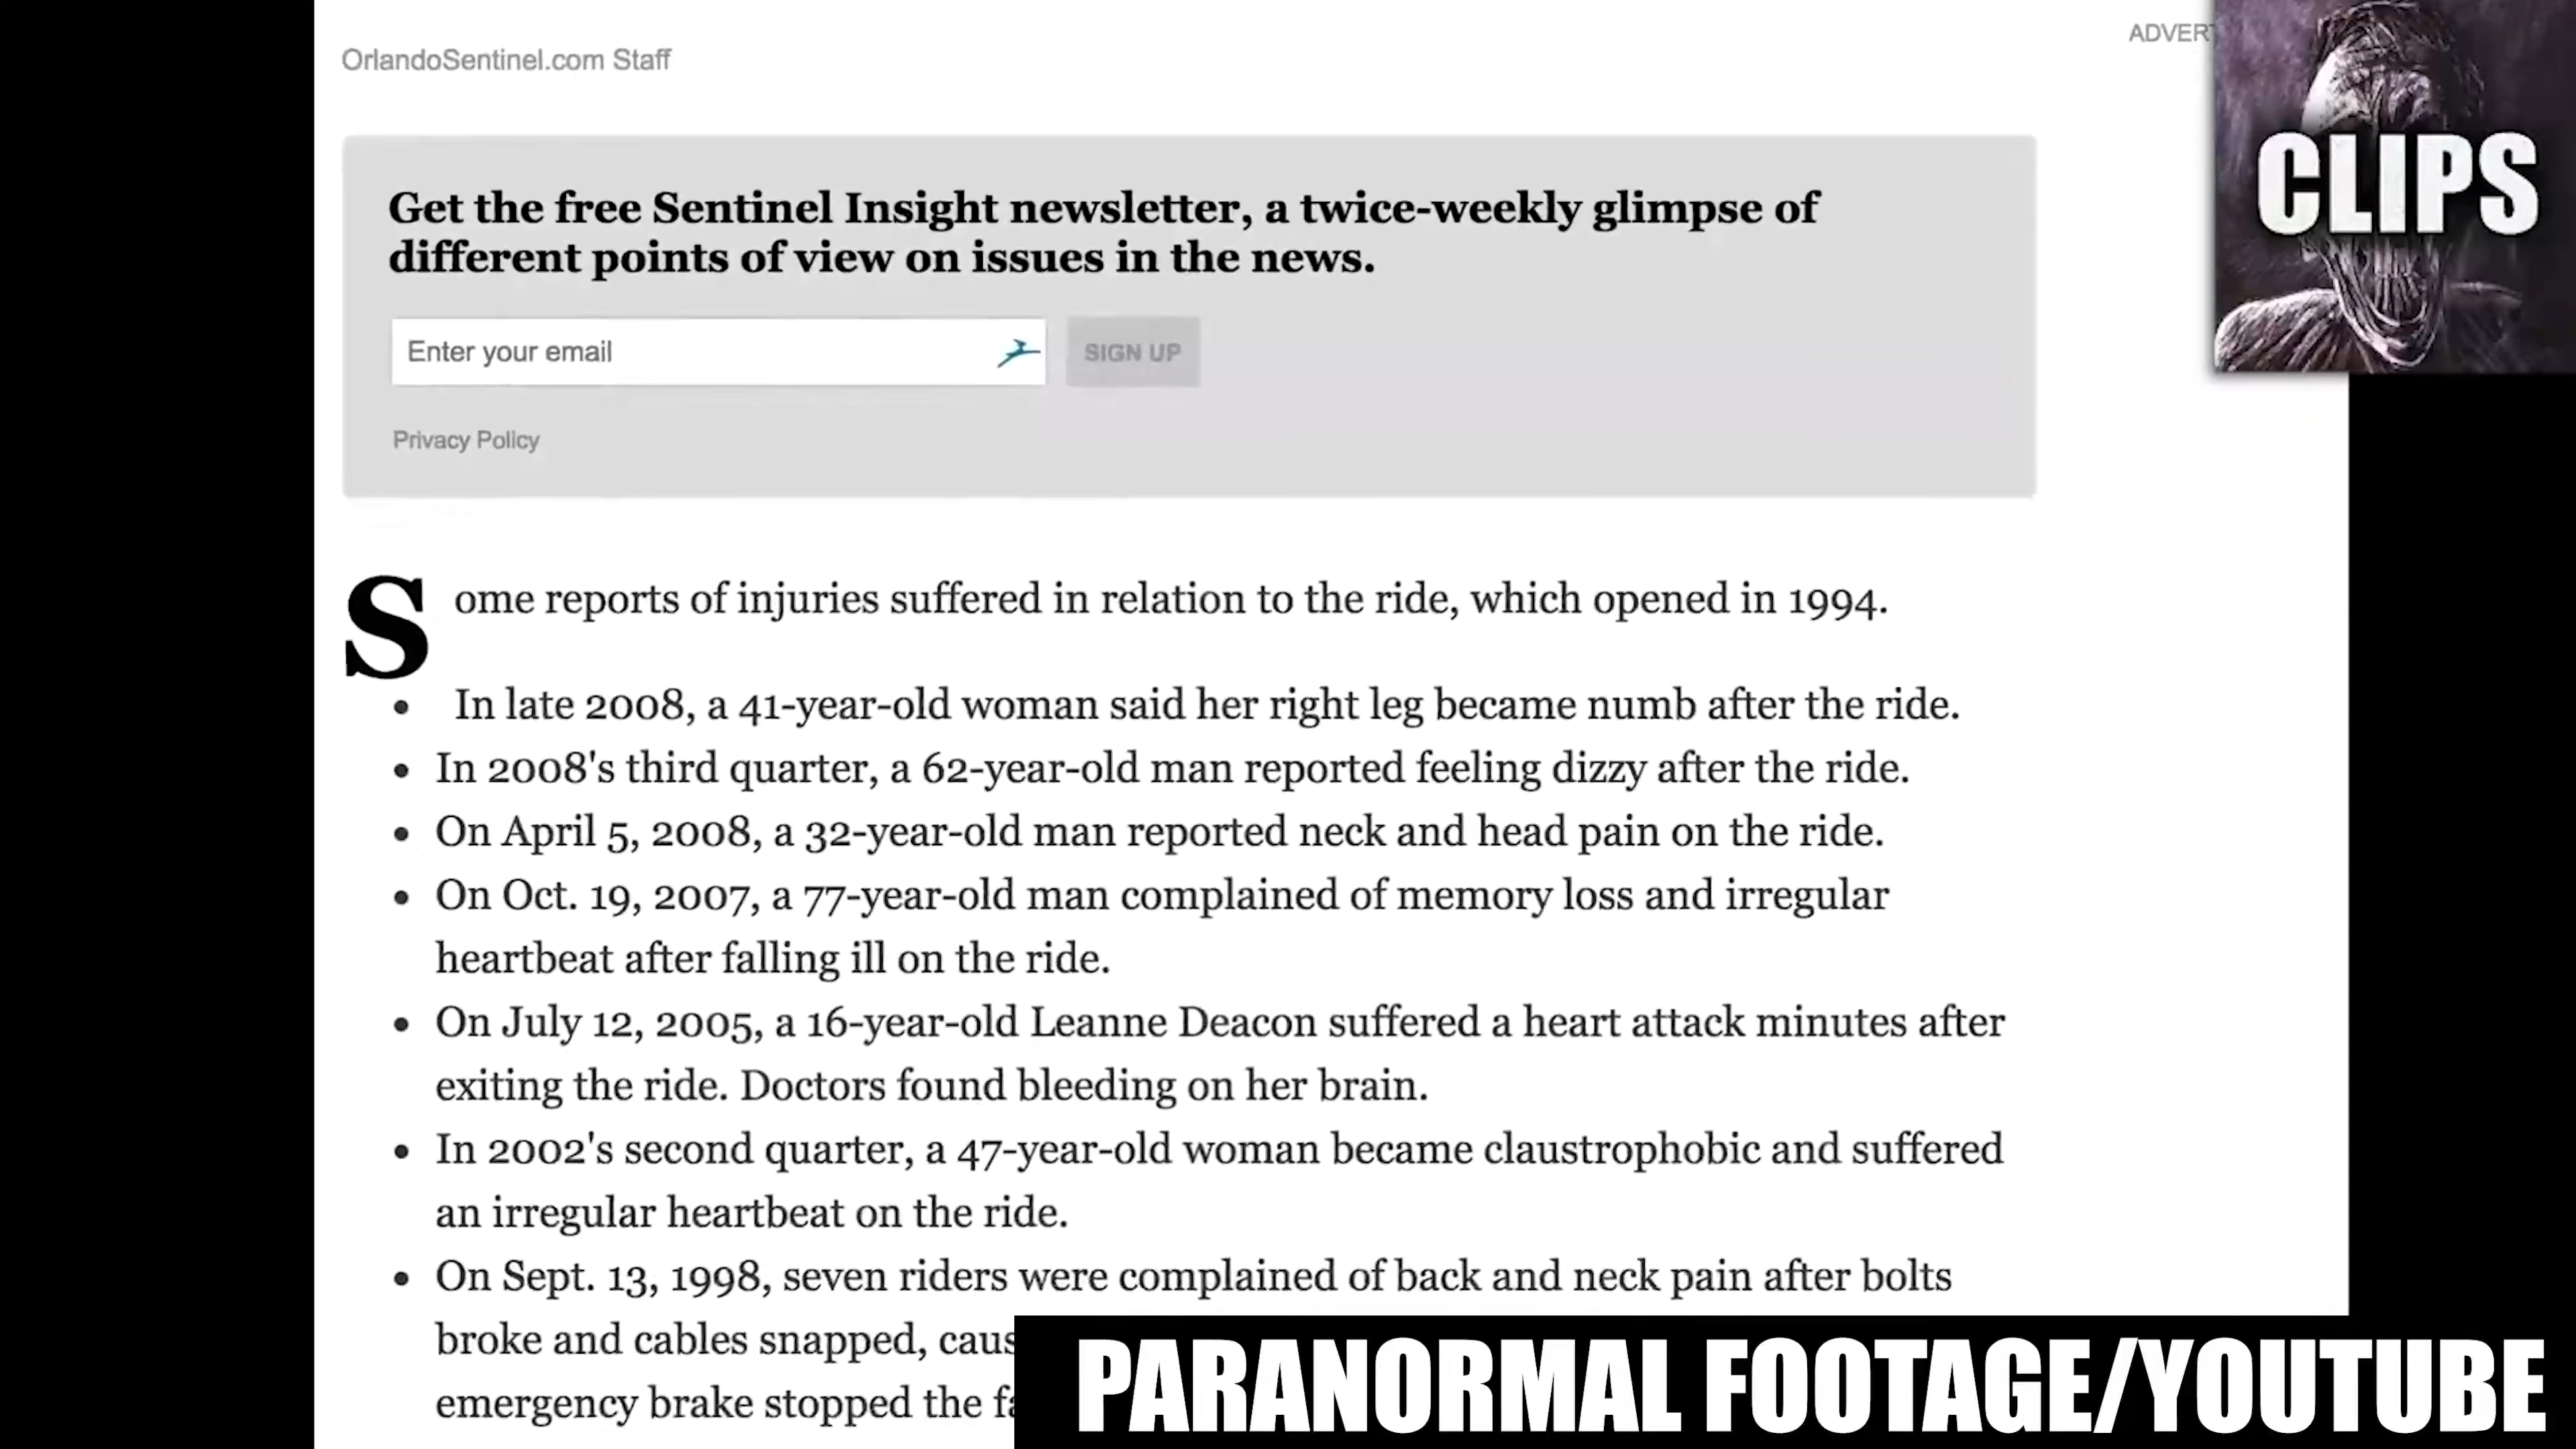 OrlandoSentinel.com Staff
CLIPS
Get the free Sentinel Insight newsletter, a twice-weekly glimpse of
different points of view on issues in the news.
Enter your email
SIGN UP
Privacy Policy
Some reports of injuries suffered in relation to the ride, which opened in 1994.
• In late 2008, a 41-year-old woman said her right leg became numb after the ride.
• In 2008's third quarter, a 62-year-old man reported feeling dizzy after the ride.
• On April 5, 2008, a 32-year-old man reported neck and head pain on the ride.
• On Oct. 19, 2007, a 77-year-old man complained of memory loss and irregular
heartbeat after falling ill on the ride.
• On July 12, 2005, a 16-year-old Leanne Deacon suffered a heart attack minutes after
exiting the ride. Doctors found bleeding on her brain.
• In 2002's second quarter, a 47-year-old woman became claustrophobic and suffered
an irregular heartbeat on the ride.
• On Sept. 13, 1998, seven riders were complained of back and neck pain after bolts
broke and cables snapped,
emergency brake stopped the
PARANORMAL FOOTAGE/YOUTUBE